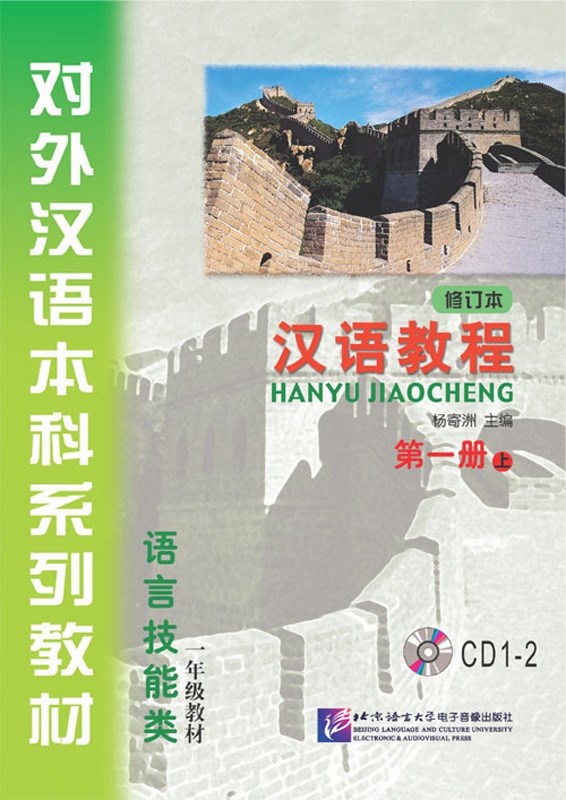 对外汉语本科系列教材
修订本
汉语教程
HANYU JIAOCHENG
杨寄洲 主编
第一册 上
语言技能类
一年级教材
CD1-2
北京语言大学电子音像出版社
BEIJING LANGUAGE AND CULTURE UNIVERSITY
ELECTRONIC & AUDIOVISUAL PRESS